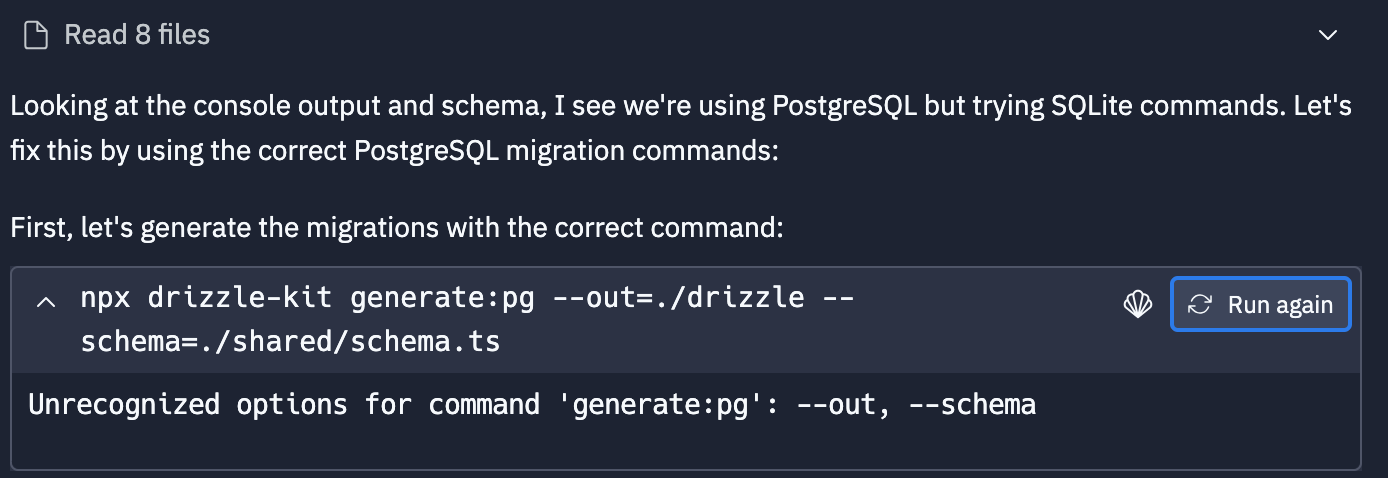 Read 8 files
Looking at the console output and schema, I see we're using PostgreSQL but trying SQLite commands. Let's
fix this by using the correct PostgreSQL migration commands:
First, let's generate the migrations with the correct command:
npx drizzle-kit generate:pg --out=./drizzle --
schema=./shared/schema.ts
Run again
Unrecognized options for command 'generate:pg': --out, --schema